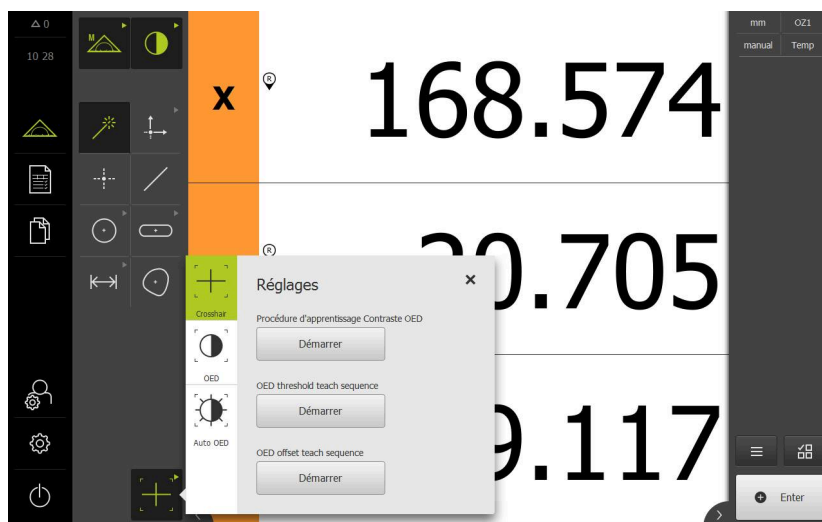 △ 0
10 28
M
X
R
168.574
mm
OZ1
manual
Temp
R
20.705
Crosshair
OED
Auto OED
Réglages
×
Procédure d'apprentissage Contraste OED
Démarrer
OED threshold teach sequence
Démarrer
OED offset teach sequence
Démarrer
9.117
Enter